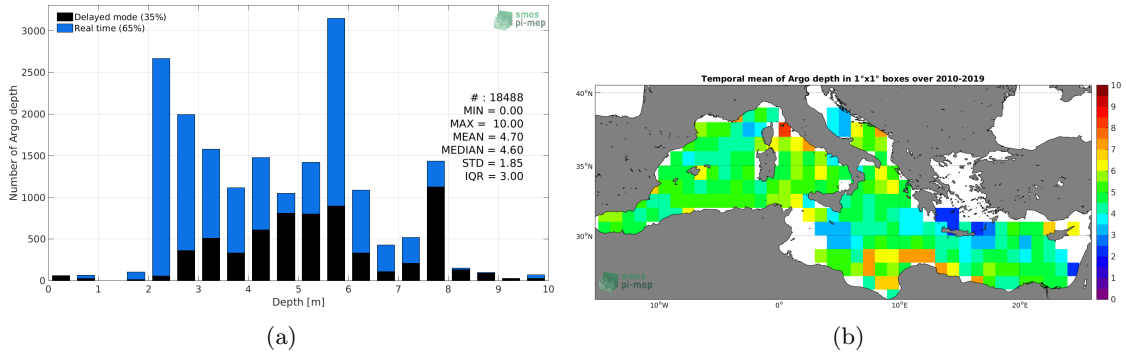 Delayed mode (35%)
Real time (65%)
smos
pi-mep
Number of Argo depth
3000
2500
2000
1500
1000
500
0
# : 18488
MIN = 0.00
MAX = 10.00
MEAN = 4.70
MEDIAN = 4.60
STD = 1.85
IQR = 3.00
0 1 2 3 4 5 6 7 8 9 10
Depth [m]
(a)
Temporal mean of Argo depth in 1°x1° boxes over 2010-2019
40°N
35°N
30°N
10°W 0°E 10°E 20°E
smos
pi-mep
10
9
8
7
6
5
4
3
2
1
0
(b)